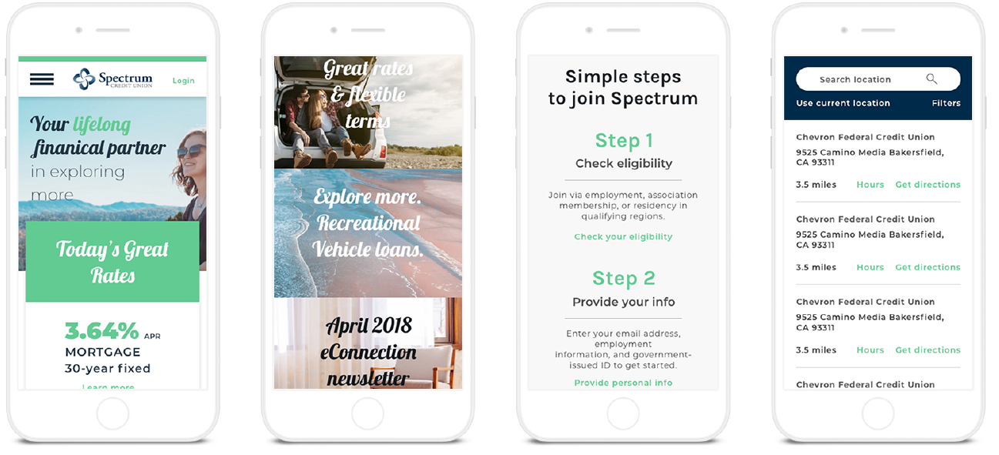 Spectrum
CREDIT UNION
Login
Your lifelong
finanical partner
in exploring
more
Today's Great
Rates
3.64% APR
MORTGAGE
30-year fixed
Learn more
Great rates
& flexible
terms
Explore more.
Recreational
Vehicle loans.
April 2018
eConnection
newsletter
Simple steps
to join Spectrum
Step 1
Check eligibility
Join via employment, association
membership, or residency in
qualifying regions.
Check your eligibility
Step 2
Provide your info
Enter your email address,
employment
information, and government-
issued ID to get started.
Provide personal info
Search location
Use current location Filters
Chevron Federal Credit Union
9525 Camino Media Bakersfield,
CA 93311
3.5 miles Hours Get directions
Chevron Federal Credit Union
9525 Camino Media Bakersfield,
CA 93311
3.5 miles Hours Get directions
Chevron Federal Credit Union
9525 Camino Media Bakersfield,
CA 93311
3.5 miles Hours Get directions
Chevron Federal Credit Union